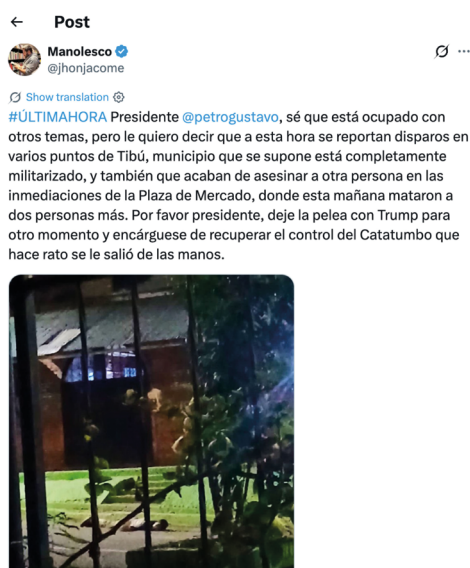 Post
Manolesco
@jhonjacome
Show translation
#ÚLTIMAHORA Presidente @petrogustavo, sé que está ocupado con
otros temas, pero le quiero decir que a esta hora se reportan disparos en
varios puntos de Tibú, municipio que se supone está completamente
militarizado, y también que acaban de asesinar a otra persona en las
inmediaciones de la Plaza de Mercado, donde esta mañana mataron a
dos personas más. Por favor presidente, deje la pelea con Trump para
otro momento y encárguese de recuperar el control del Catatumbo que
hace rato se le salió de las manos.